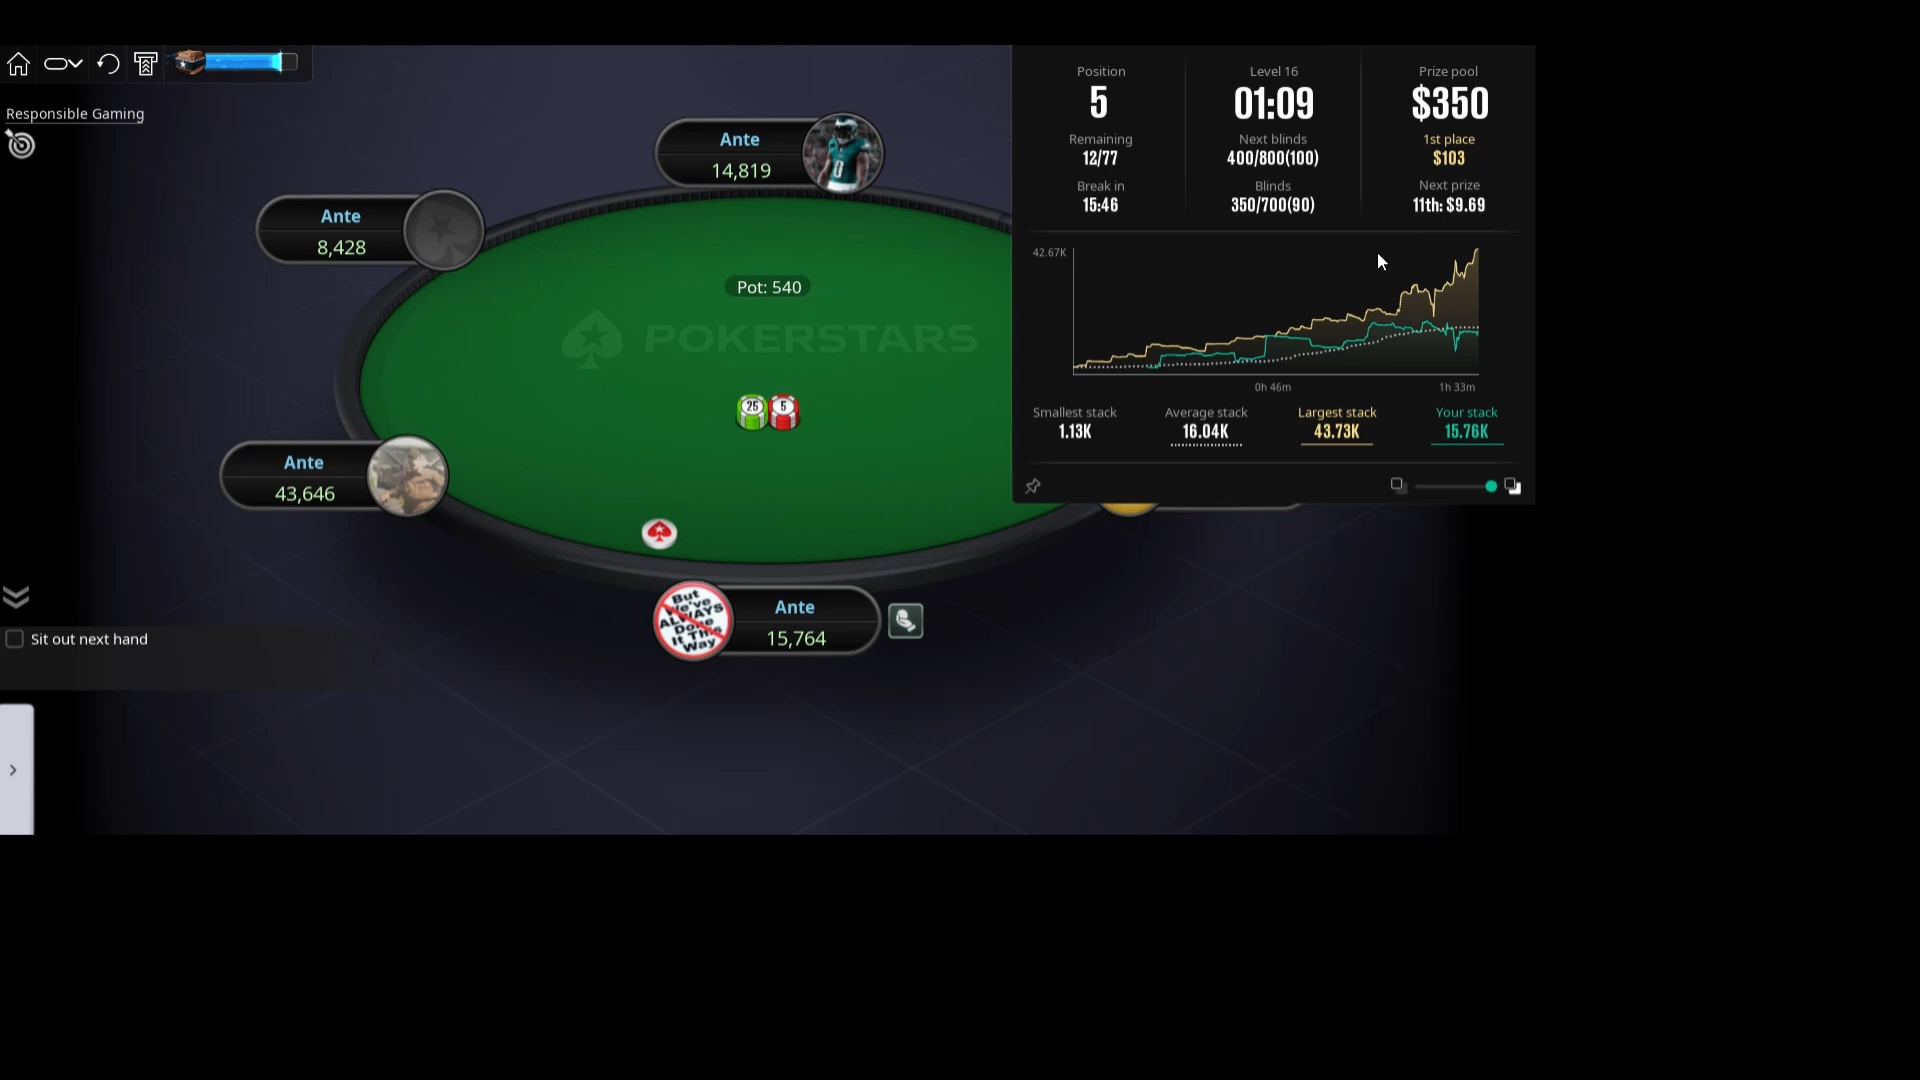 Responsible Gaming
Ante
14,819
Ante
8,428
Pot: 540
POKERSTARS
25 5
Ante
43,646
But
We've
ALWAYS
Done
It This
Way
Ante
15,764
Sit out next hand
Position
5
Remaining
12/77
Break in
15:46
Level 16
01:09
Next blinds
400/800(100)
Blinds
350/700(90)
Prize pool
$350
1st place
$103
Next prize
11th: $9.69
42.67K
0h 46m
1h 33m
Smallest stack
1.13K
Average stack
16.04K
Largest stack
43.73K
Your stack
15.76K